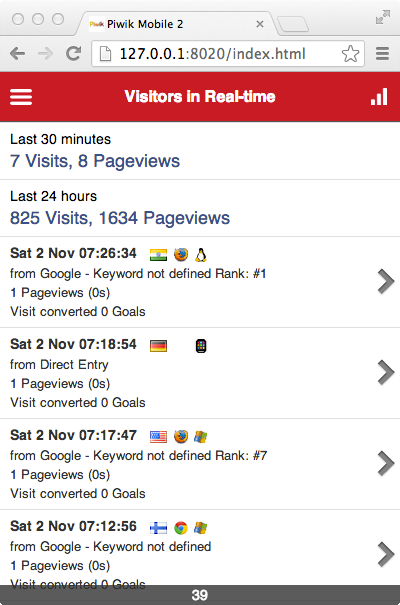 Piwik Mobile 2
127.0.0.1:8020/index.html
Visitors in Real-time
Last 30 minutes
7 Visits, 8 Pageviews
Last 24 hours
825 Visits, 1634 Pageviews
Sat 2 Nov 07:26:34
from Google - Keyword not defined Rank: #1
1 Pageviews (0s)
Visit converted 0 Goals
Sat 2 Nov 07:18:54
from Direct Entry
1 Pageviews (0s)
Visit converted 0 Goals
Sat 2 Nov 07:17:47
from Google - Keyword not defined Rank: #7
1 Pageviews (0s)
Visit converted 0 Goals
Sat 2 Nov 07:12:56
from Google - Keyword not defined
1 Pageviews (0s)
Visit converted 0 Goals
39